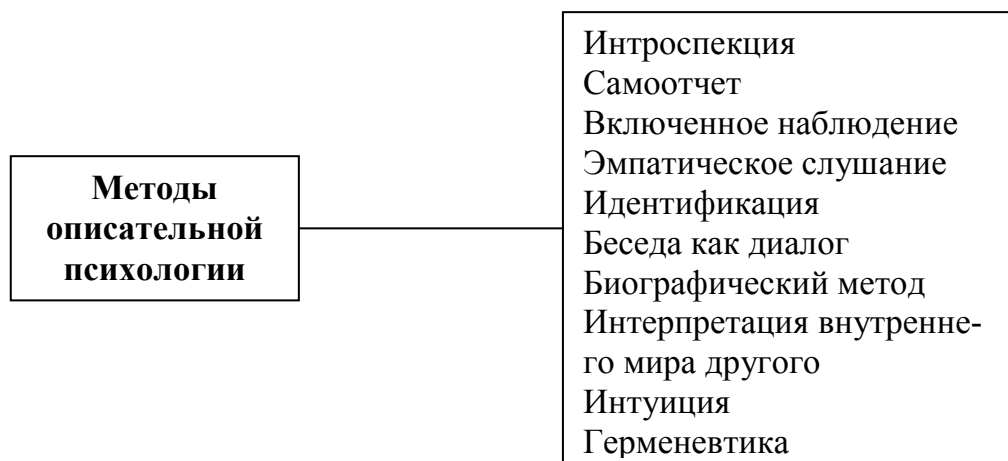 Методы
описательной
психологии
Интроспекция
Самоотчет
Включенное наблюдение
Эмпатическое слушание
Идентификация
Беседа как диалог
Биографический метод
Интерпретация внутренне-
го мира другого
Интуиция
Герменевтика